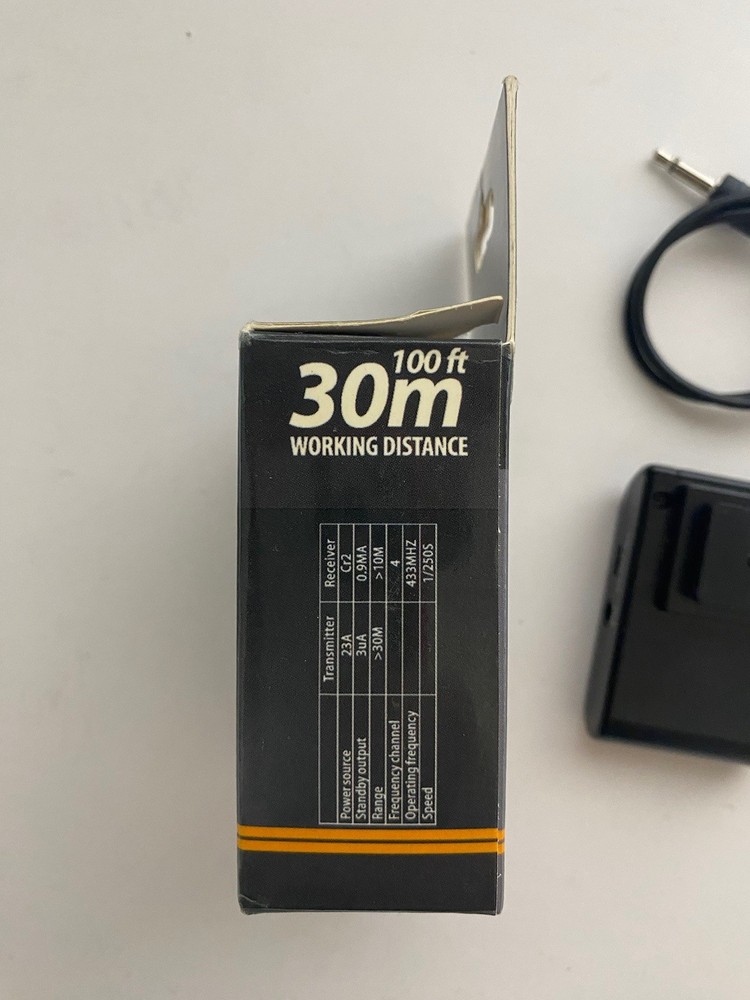 100 ft
30m
WORKING DISTANCE
Transmitter Receiver
Power source 23A Cr2
Standby output 3uA 0.9MA
Range >30M >10M
Frequency channel 4
Operating frequency 433MHZ
Speed 1/250S